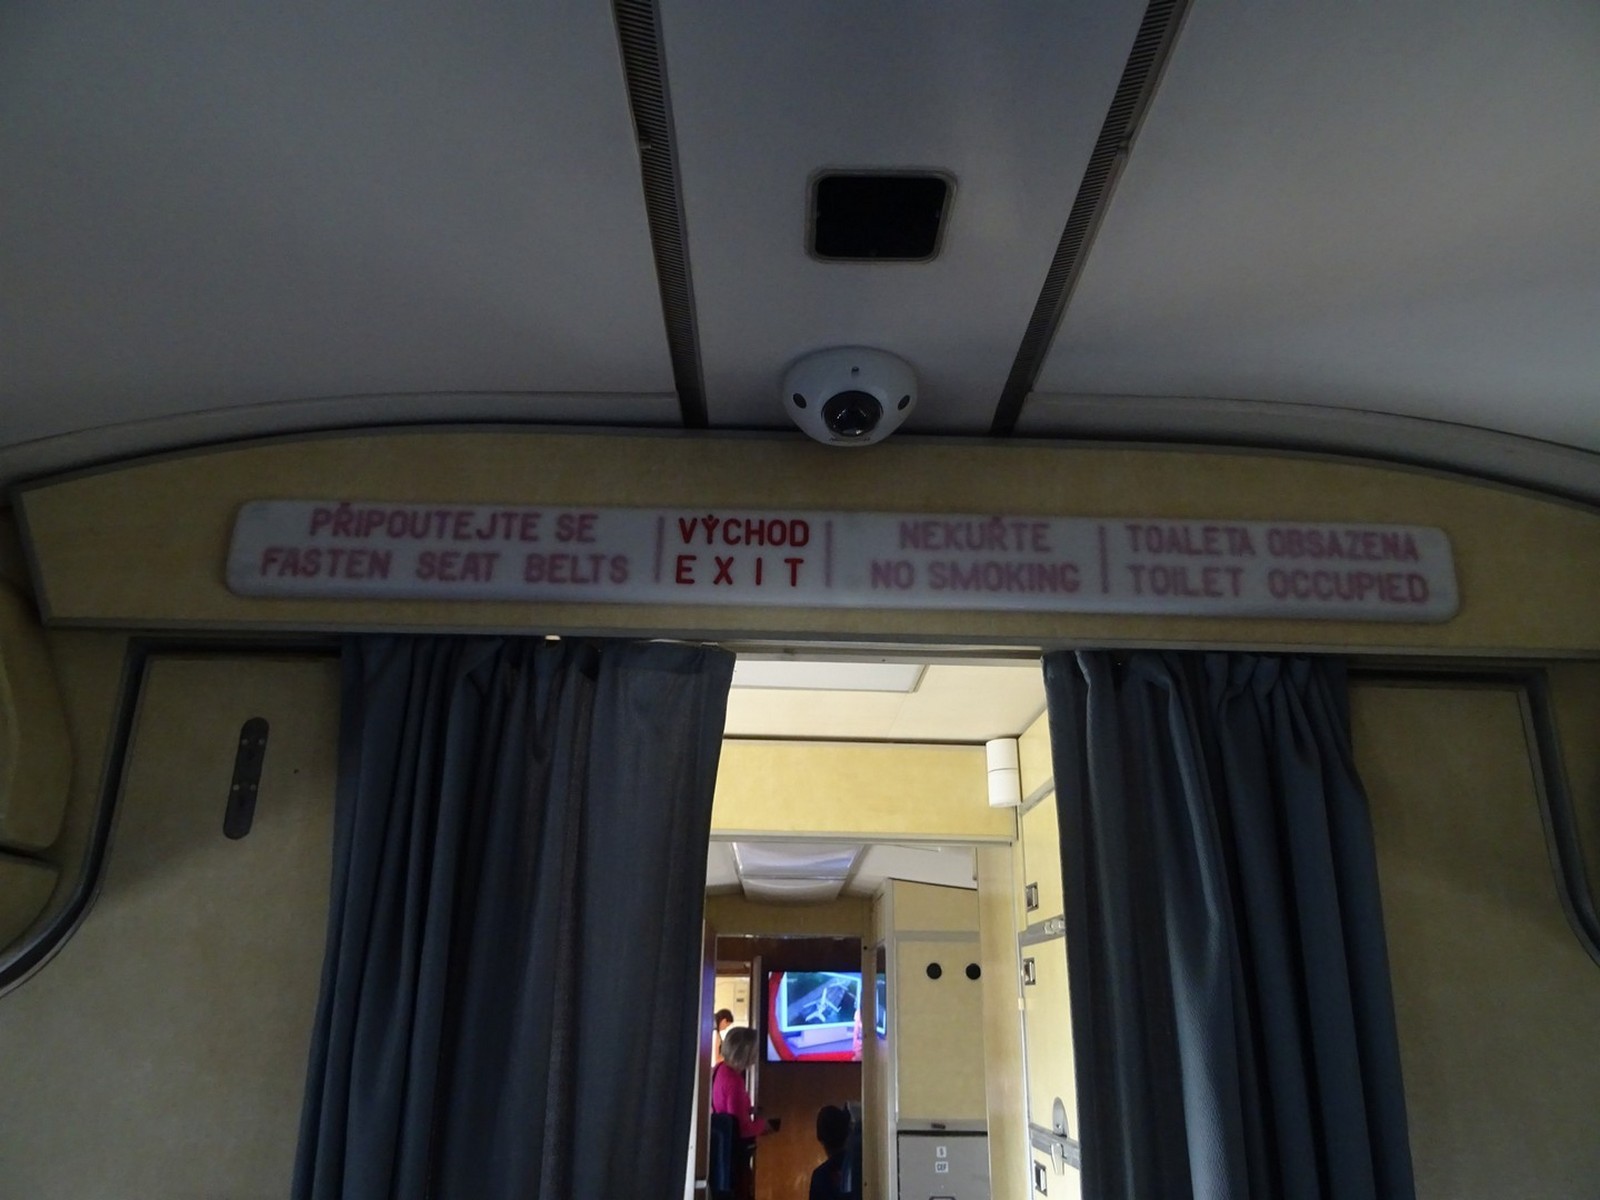 PŘIPOUTEJTE SE
FASTEN SEAT BELTS
VÝCHOD
EXIT
NEKUŘTE
NO SMOKING
TOALETA OBSAZENA
TOILET OCCUPIED